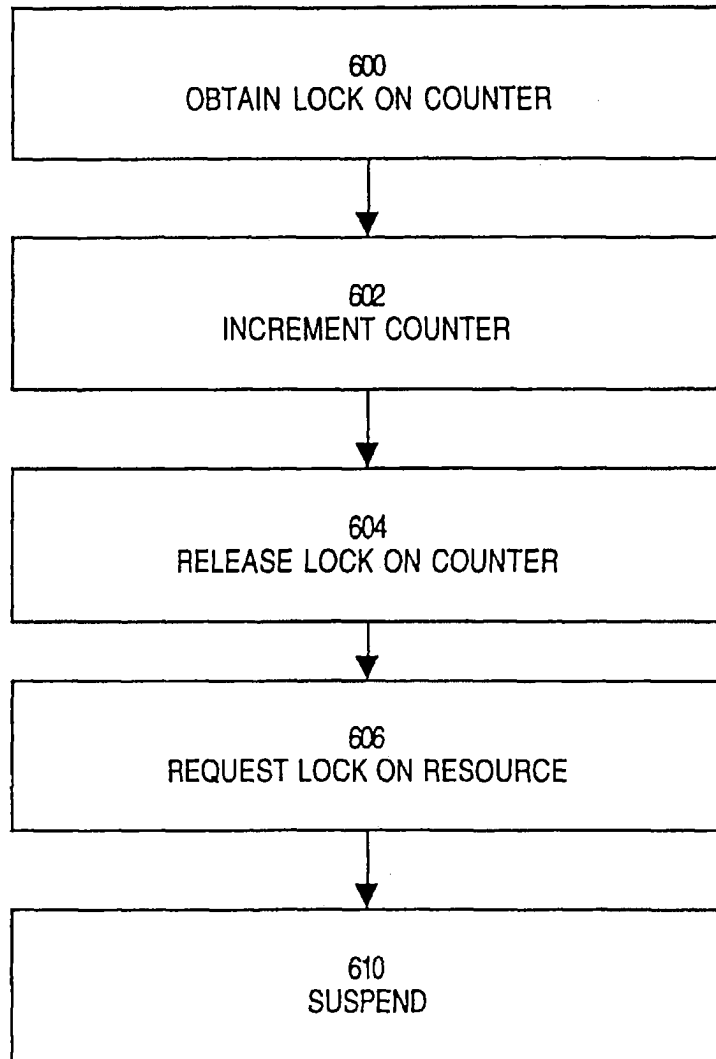 600
OBTAIN LOCK ON COUNTER
602
INCREMENT COUNTER
604
RELEASE LOCK ON COUNTER
606
REQUEST LOCK ON RESOURCE
610
SUSPEND